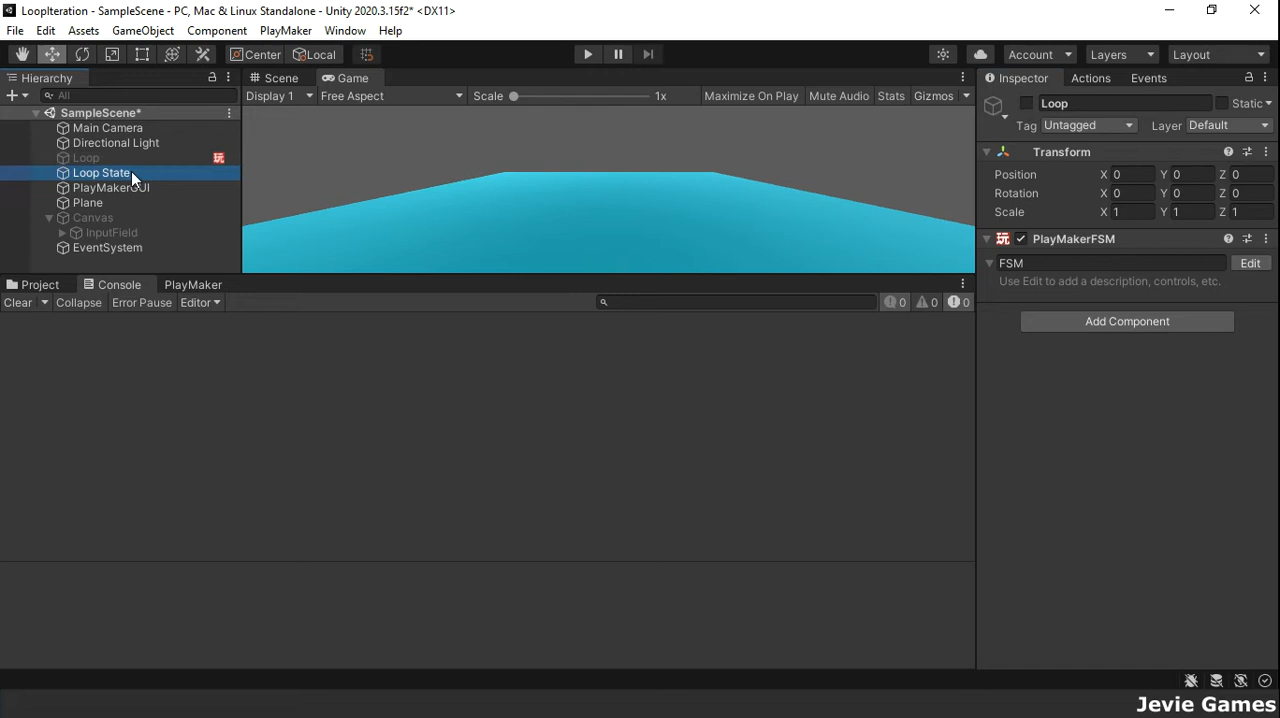 LoopIteration - SampleScene - PC, Mac & Linux Standalone - Unity 2020.3.15f2* <DX11>
File Edit Assets GameObject Component PlayMaker Window Help
Center Local Account Layers Layout
Hierarchy
All
SampleScene*
Main Camera
Directional Light
Loop 玩
Loop State
PlayMakerGUI
Plane
Canvas
InputField
EventSystem
Scene Game
Display 1 Free Aspect Scale 1x Maximize On Play Mute Audio Stats Gizmos
Project Console PlayMaker
Clear Collapse Error Pause Editor 0 0 0
Inspector Actions Events
Loop Static
Tag Untagged Layer Default
Transform
Position X 0 Y 0 Z 0
Rotation X 0 Y 0 Z 0
Scale X 1 Y 1 Z 1
玩 PlayMakerFSM
FSM Edit
Use Edit to add a description, controls, etc.
Add Component
Jevie Games